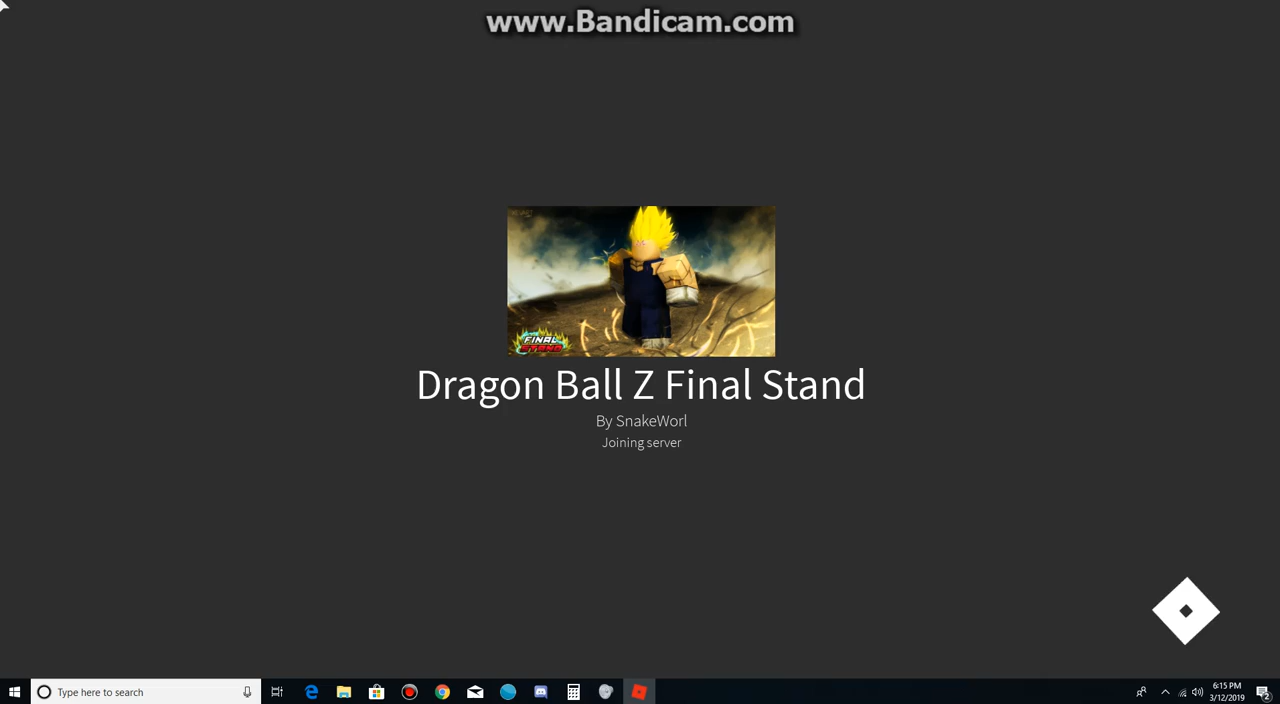 www.Bandicam.com
FINAL
STAND
Dragon Ball Z Final Stand
By SnakeWorl
Joining server
Type here to search
6:15 PM
3/12/2019
2